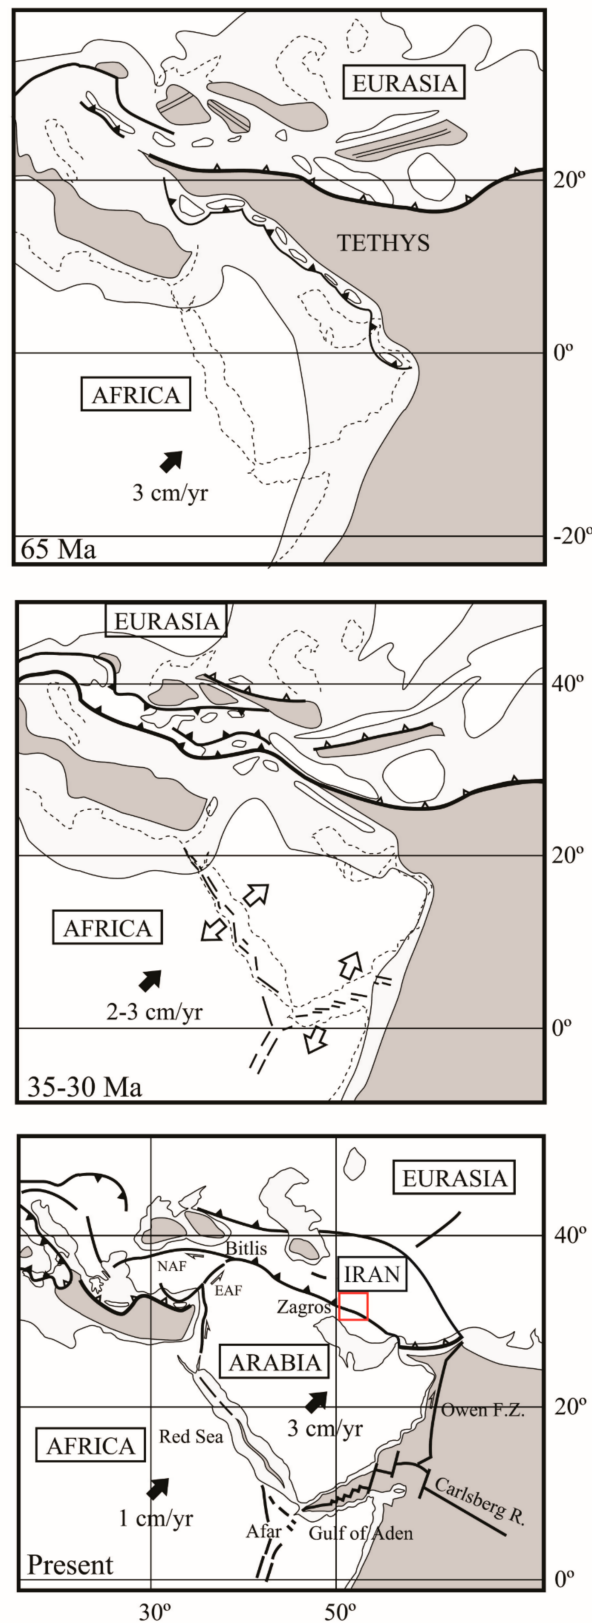 EURASIA
20º
TETHYS
0º
AFRICA
3 cm/yr
-20º
65 Ma
EURASIA
40º
20º
AFRICA
2-3 cm/yr
0º
35-30 Ma
EURASIA
40º
Bitlis
NAF
IRAN
EAF
Zagros
ARABIA
20º
Owen F.Z.
3 cm/yr
Red Sea
AFRICA
Carlsberg R.
1 cm/yr
Afar
Gulf of Aden
Present
0º
30º
50º